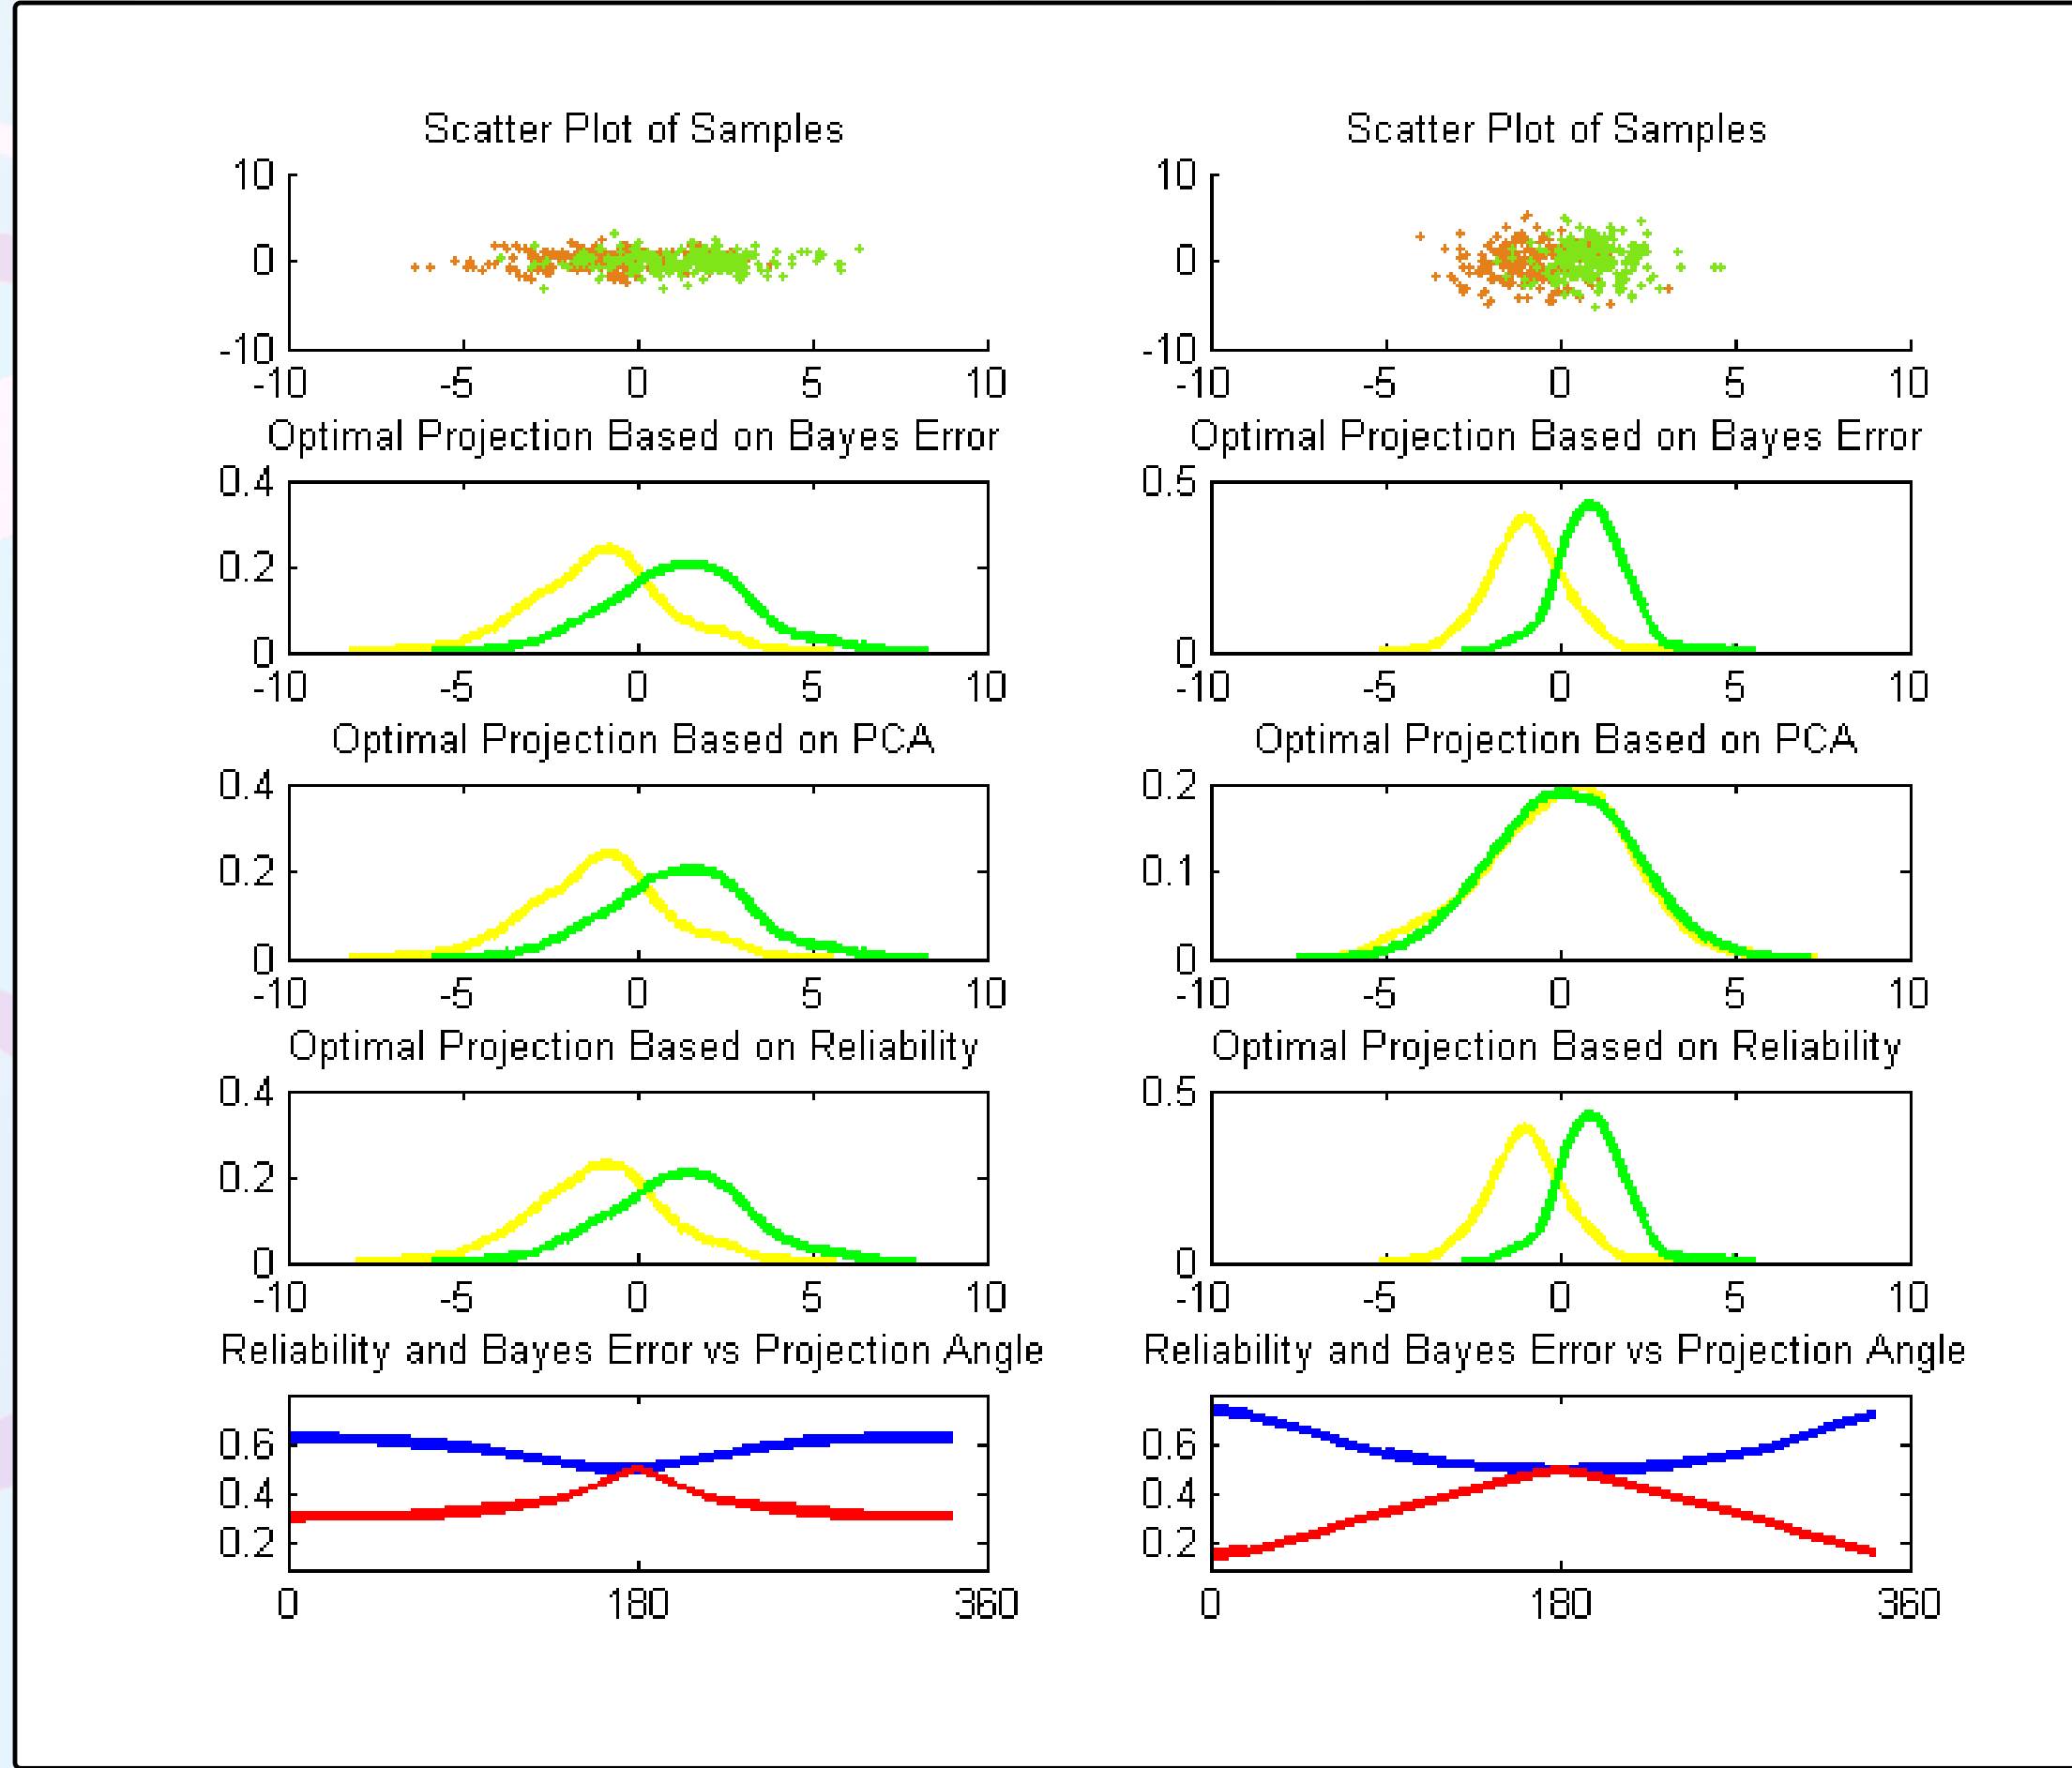 Scatter Plot of Samples
10
0
-10
-10 -5 0 5 10
Optimal Projection Based on Bayes Error
0.4
0.2
0
-10 -5 0 5 10
Optimal Projection Based on PCA
0.4
0.2
0
-10 -5 0 5 10
Optimal Projection Based on Reliability
0.4
0.2
0
-10 -5 0 5 10
Reliability and Bayes Error vs Projection Angle
0.6
0.4
0.2
0 180 360
Scatter Plot of Samples
10
0
-10
-10 -5 0 5 10
Optimal Projection Based on Bayes Error
0.5
0
-10 -5 0 5 10
Optimal Projection Based on PCA
0.2
0.1
0
-10 -5 0 5 10
Optimal Projection Based on Reliability
0.5
0
-10 -5 0 5 10
Reliability and Bayes Error vs Projection Angle
0.6
0.4
0.2
0 180 360